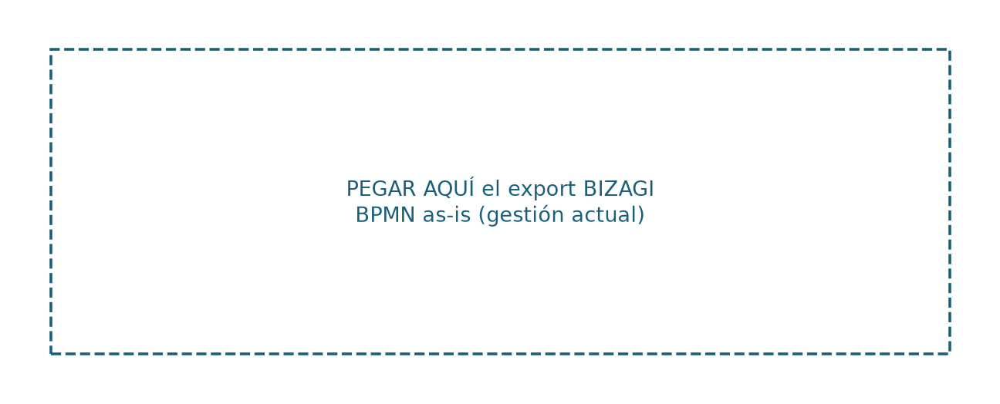 PEGAR AQUÍ el export BIZAGI
BPMN as-is (gestión actual)